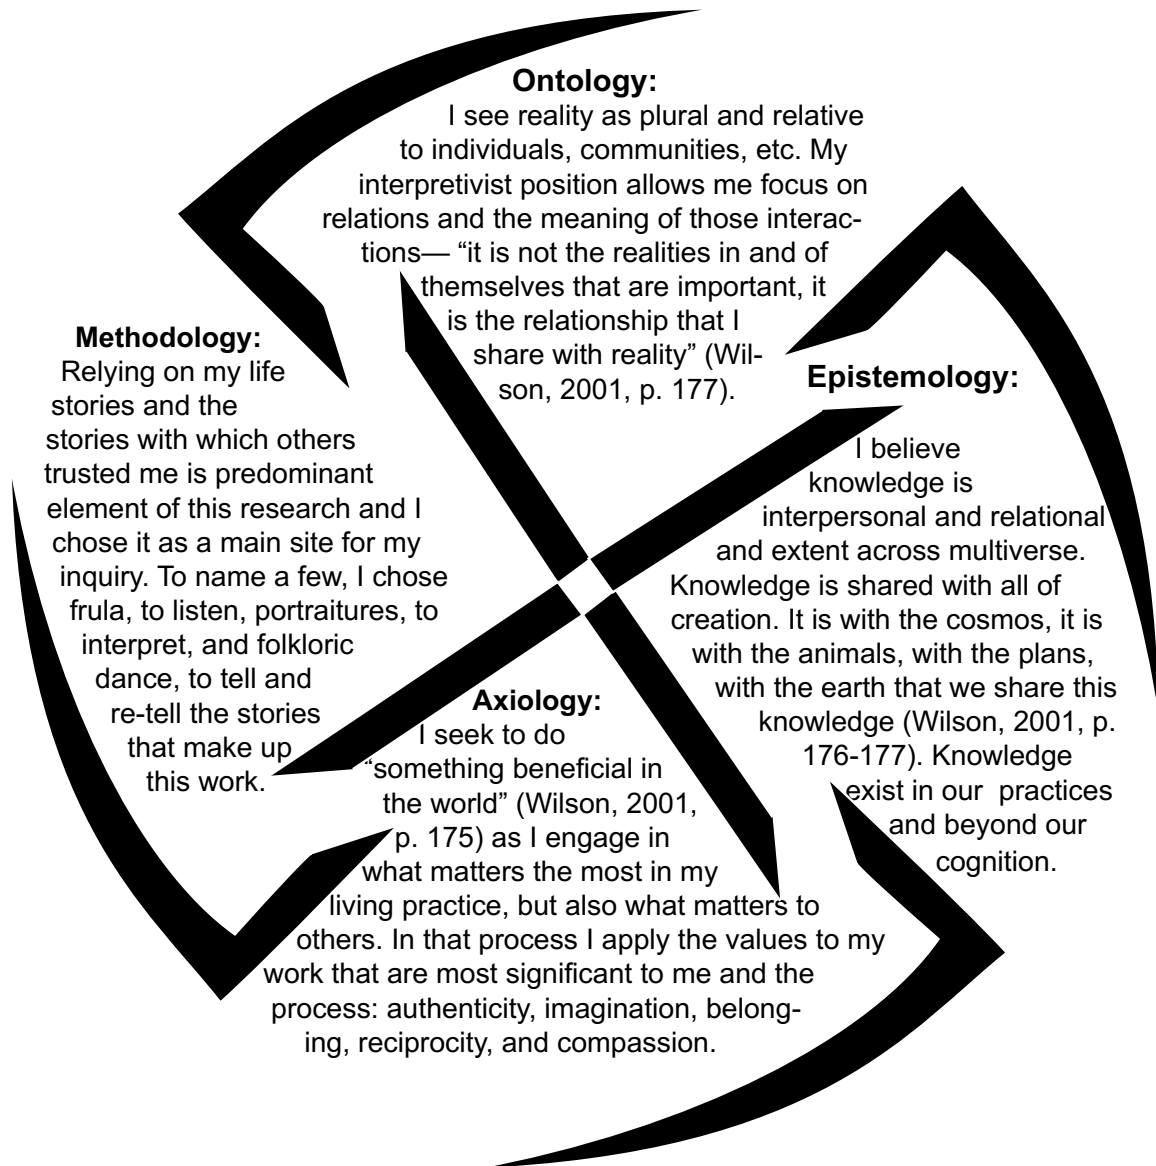 Ontology:
I see reality as plural and relative
to individuals, communities, etc. My
interpretivist position allows me focus on
relations and the meaning of those interac-
tions— “it is not the realities in and of
themselves that are important, it
is the relationship that I
share with reality” (Wil-
son, 2001, p. 177).
Epistemology:
I believe
knowledge is
interpersonal and relational
and extent across multiverse.
Knowledge is shared with all of
creation. It is with the cosmos, it is
with the animals, with the plans,
with the earth that we share this
knowledge (Wilson, 2001, p.
176-177). Knowledge
exist in our practices
and beyond our
cognition.
Axiology:
I seek to do
“something beneficial in
the world” (Wilson, 2001,
p. 175) as I engage in
what matters the most in my
living practice, but also what matters to
others. In that process I apply the values to my
work that are most significant to me and the
process: authenticity, imagination, belong-
ing, reciprocity, and compassion.
Methodology:
Relying on my life
stories and the
stories with which others
trusted me is predominant
element of this research and I
chose it as a main site for my
inquiry. To name a few, I chose
frula, to listen, portraitures, to
interpret, and folkloric
dance, to tell and
re-tell the stories
that make up
this work.